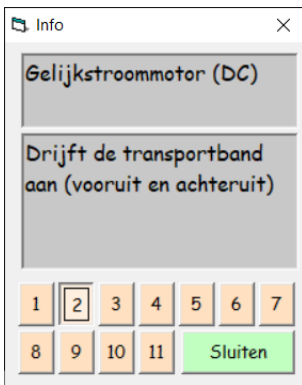 Info
Gelijkstroommotor (DC)
Drijft de transportband
aan (vooruit en achteruit)
1 2 3 4 5 6 7
8 9 10 11 Sluiten